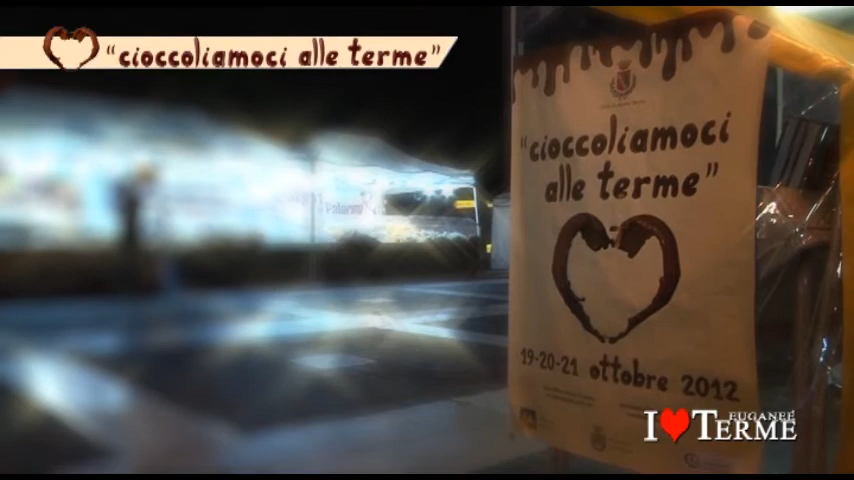 "cioccoliamoci alle terme"
"cioccoliamoci
alle terme"
19-20-21 ottobre 2012
I ♥ TERME
EUGANEE